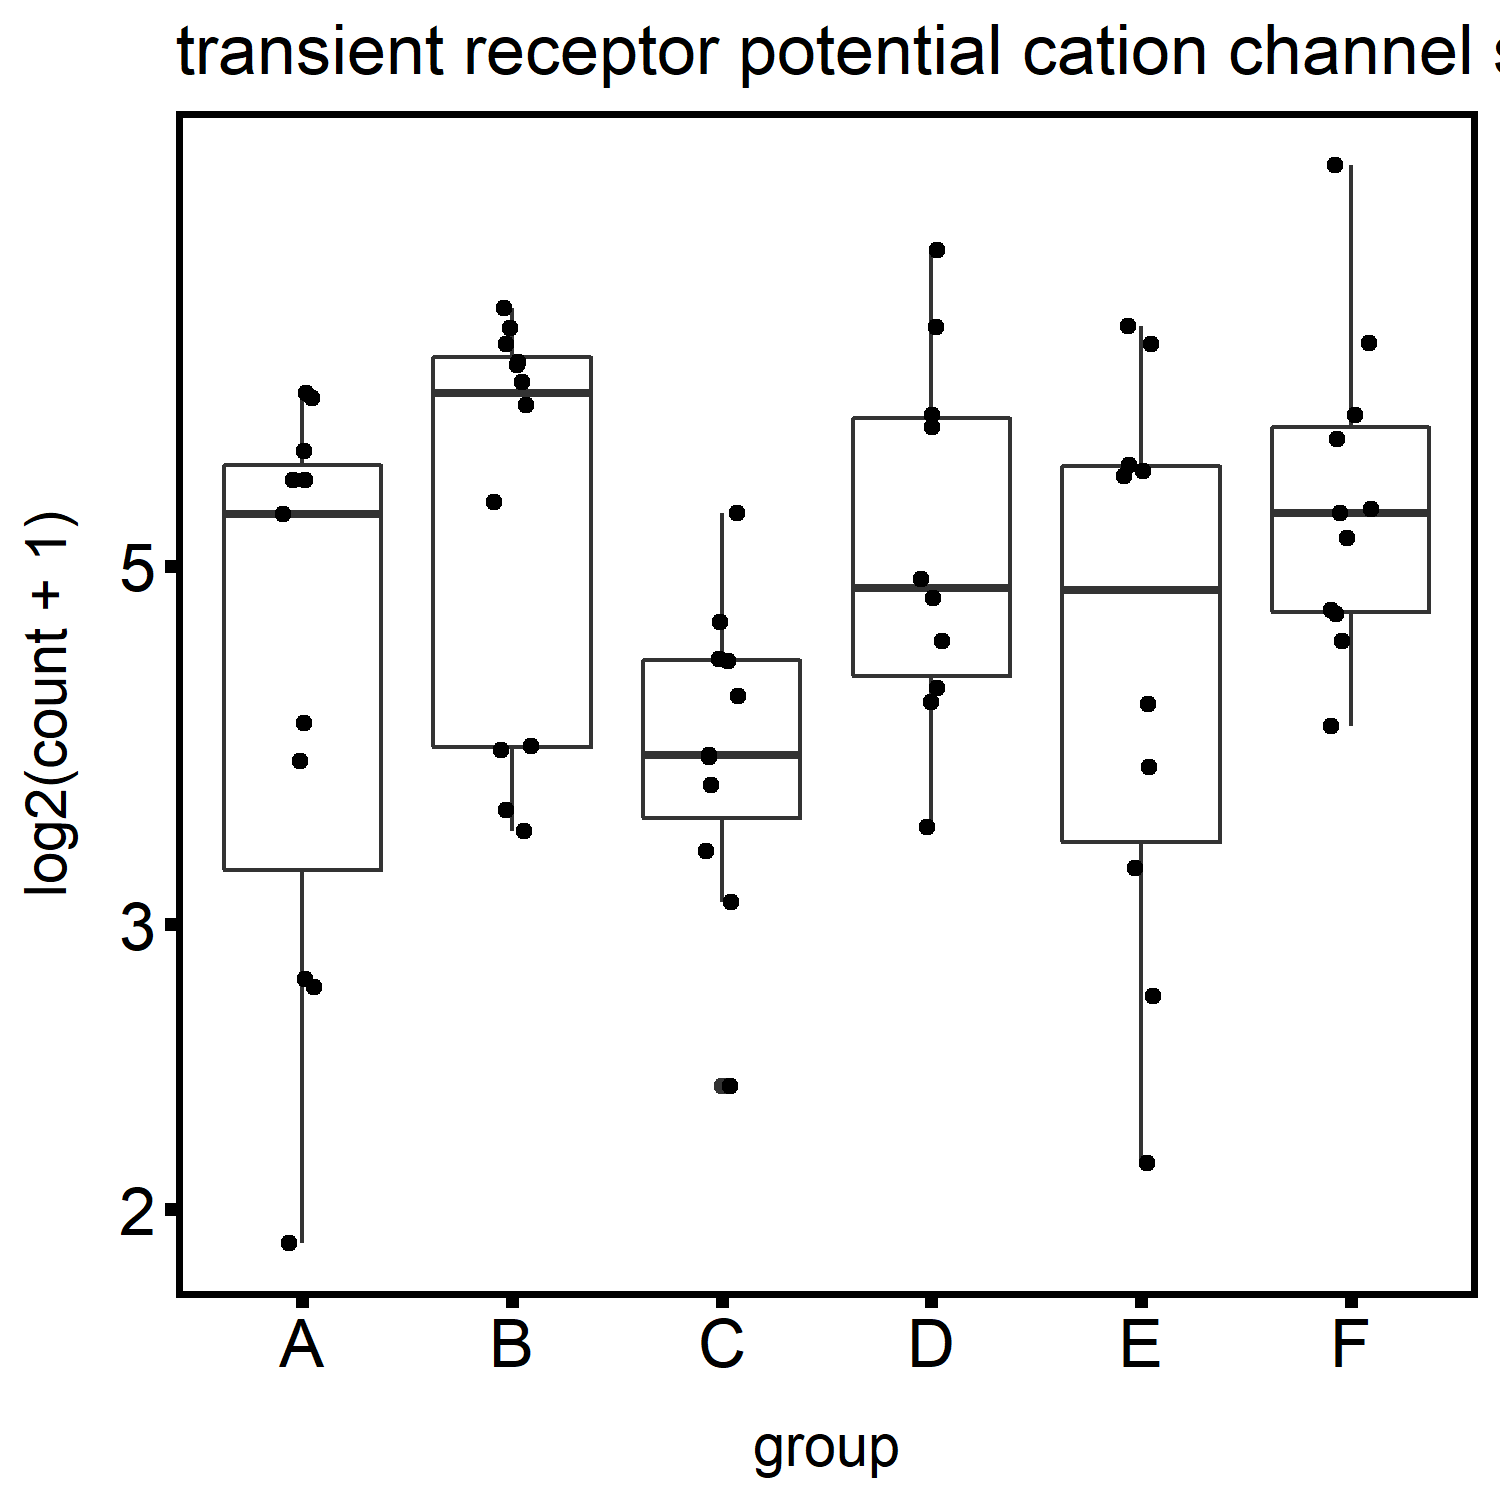 transient receptor potential cation channel
log2(count + 1)
5
3
2
A B C D E F
group